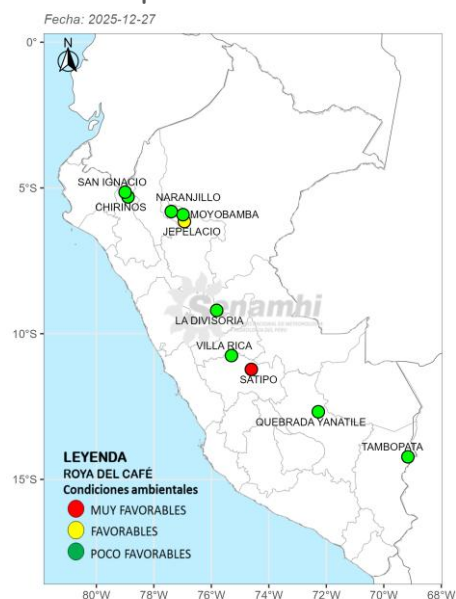 Fecha: 2025-12-27
N
0°
5°S
10°S
15°S
SAN IGNACIO
CHIRINOS
NARANJILLO
MOYOBAMBA
JEPELACIO
Senamhi
LA DIVISORIA
VILLA RICA
SATIPO
QUEBRADA YANATILE
TAMBOPATA
LEYENDA
ROYA DEL CAFÉ
Condiciones ambientales
MUY FAVORABLES
FAVORABLES
POCO FAVORABLES
80°W 78°W 76°W 74°W 72°W 70°W 68°W